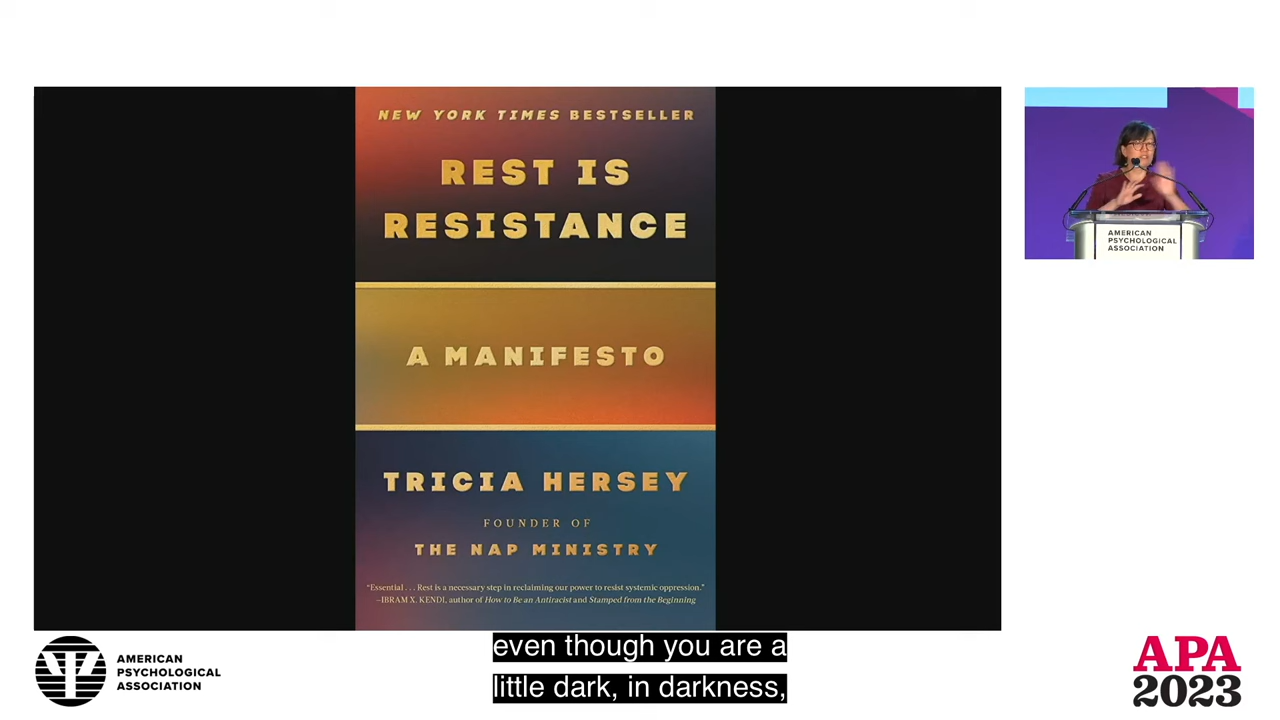 NEW YORK TIMES BESTSELLER
REST IS
RESISTANCE
A MANIFESTO
TRICIA HERSEY
FOUNDER OF
THE NAP MINISTRY
“Essential . . . Rest is a necessary step in reclaiming our power to resist systemic oppression.”
–IBRAM X. KENDI, author of How to Be an Antiracist and Stamped from the Beginning
AMERICAN
PSYCHOLOGICAL
ASSOCIATION
even though you are a
little dark, in darkness,
AMERICAN
PSYCHOLOGICAL
ASSOCIATION
APA
2023